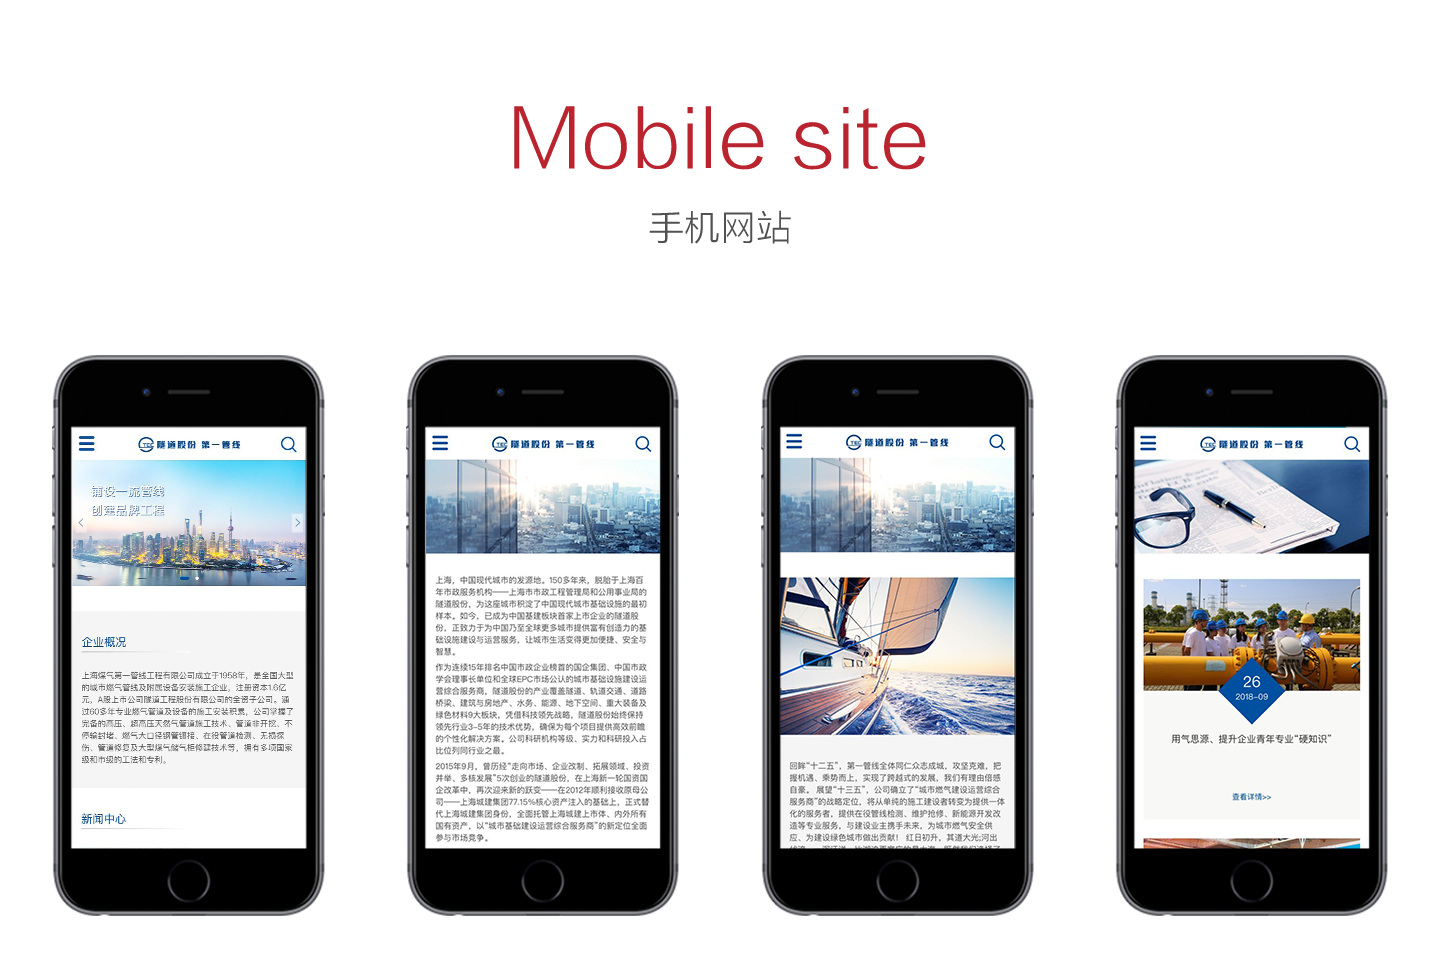 Mobile site
手机网站
TEC 隧道股份 第一管线
铺设一流管线
创建品牌工程
企业概况
上海煤气第一管线工程有限公司成立于1958年，是全国大型
的城市燃气管线及附属设备安装施工企业，注册资本1.6亿
元，A股上市公司隧道工程股份有限公司的全资子公司。通
过60多年专业燃气管道及设备的施工安装积累，公司掌握了
完备的高压、超高压天然气管道施工技术、管道非开挖、不
停输封堵、燃气大口径钢管锡接、在役管道检测、无损探
伤、管道修复及大型煤气储气柜修建技术等，拥有多项国家
级和市级的工法和专利。
新闻中心
TEC 隧道股份 第一管线
上海，中国现代城市的发源地。150多年来，脱胎于上海百
年市政服务机构——上海市市政工程管理局和公用事业局的
隧道股份，为这座城市积淀了中国现代城市基础设施的最初
样本。如今，已成为中国基建板块首家上市企业的隧道股
份，正致力于为中国乃至全球更多城市提供富有创造力的基
础设施建设与运营服务，让城市生活变得更加便捷、安全与
智慧。
作为连续15年排名中国市政企业榜首的国企集团、中国市政
学会理事长单位和全球EPC市场公认的城市基础设施建设运
营综合服务商，隧道股份的产业覆盖隧道、轨道交通、道路
桥梁、建筑与房地产、水务、能源、地下空间、重大装备及
绿色材料9大板块，凭借科技领先战略，隧道股份始终保持
领先行业3-5年的技术优势，确保为每个项目提供高效前瞻
的个性化解决方案。公司科研机构等级、实力和科研投入占
比位列同行业之最。
2015年9月，曾历经“走向市场、企业改制、拓展领域、投资
并举、多核发展”5次创业的隧道股份，在上海新一轮国资国
企改革中，再次迎来新的跃变——在2012年顺利接收原母公
司——上海城建集团77.15%核心资产注入的基础上，正式替
代上海城建集团身份，全面托管上海城建上市体、内外所有
国有资产，以“城市基础建设运营综合服务商”的新定位全面
参与市场竞争。
TEC 隧道股份 第一管线
回眸“十二五”，第一管线全体同仁众志成城，攻坚克难，把
握机遇、乘势而上，实现了跨越式的发展，我们有理由倍感
自豪。 展望“十三五”，公司确立了“城市燃气建设运营综合
服务商”的战略定位，将从单纯的施工建设者转变为提供一体
化的服务者，提供在役管线检测、维护抢修、新能源开发改
造等专业服务，与建设业主携手未来，为城市燃气安全供
应、为建设绿色城市做出贡献！ 红日初升，其道大光;河出
TEC 隧道股份 第一管线
26
2018-09
用气思源、提升企业青年专业“硬知识”
查看详情>>